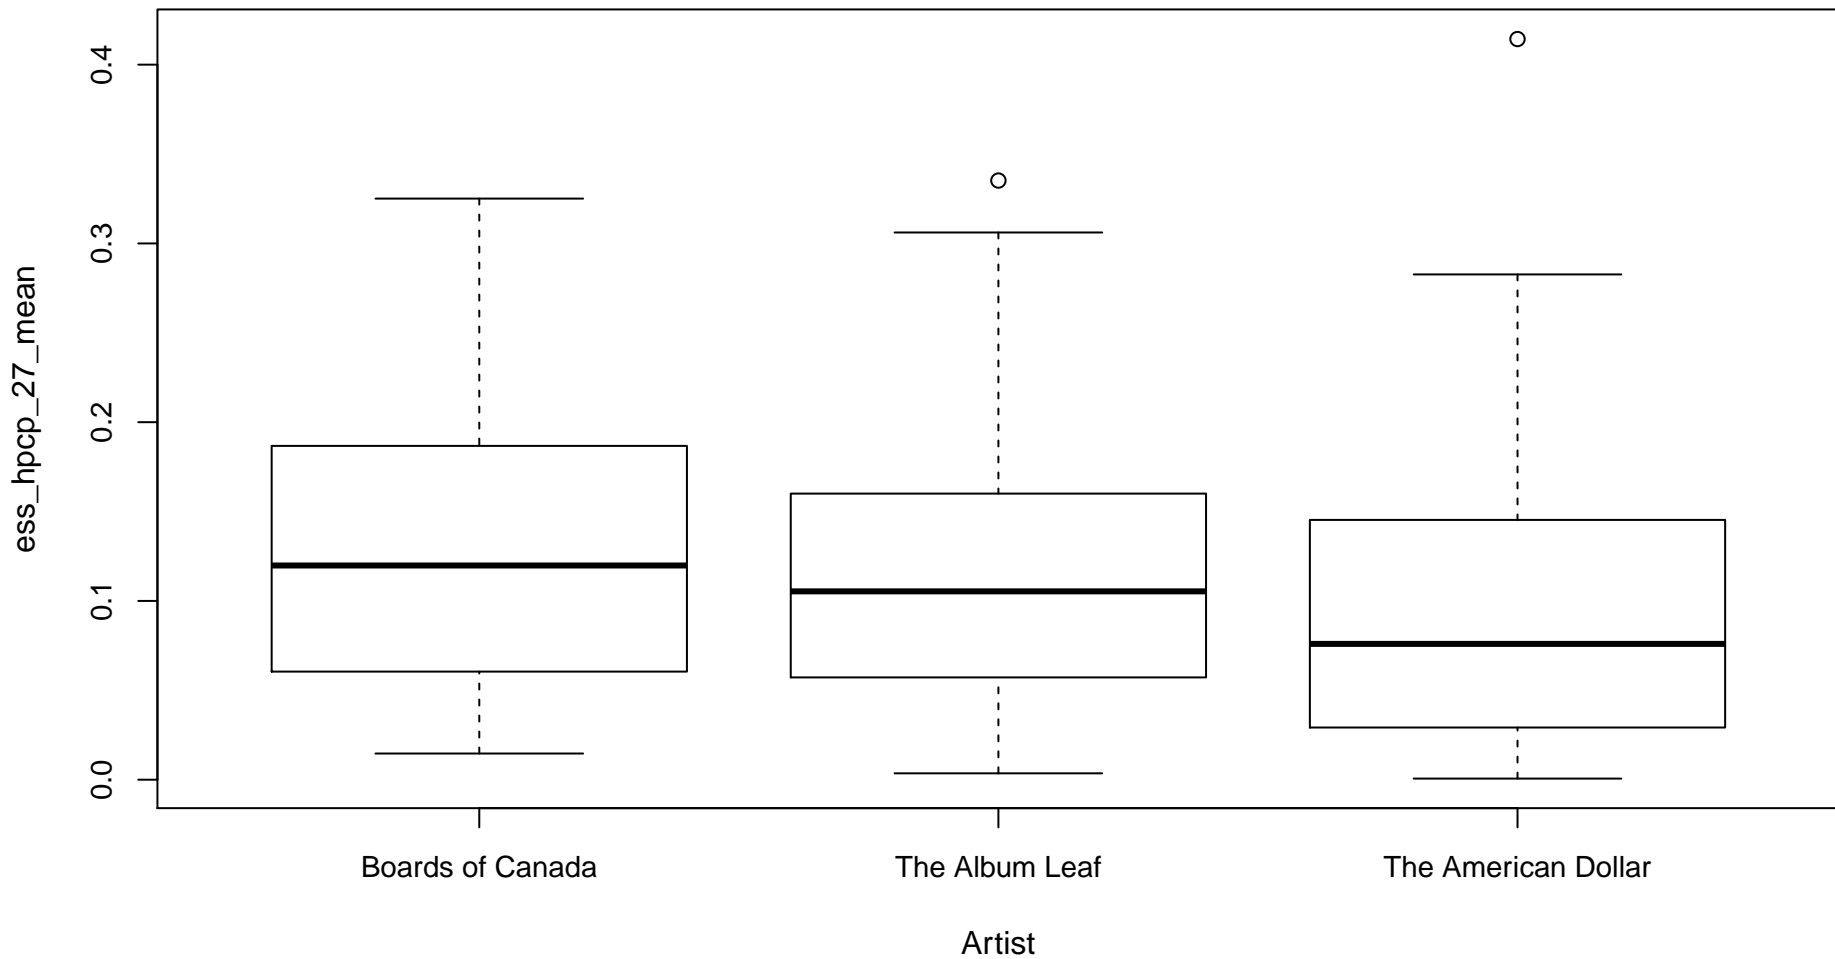 ess_hpcp_27_mean
0.4
0.3
0.2
0.1
0.0
Boards of Canada
The Album Leaf
The American Dollar
Artist